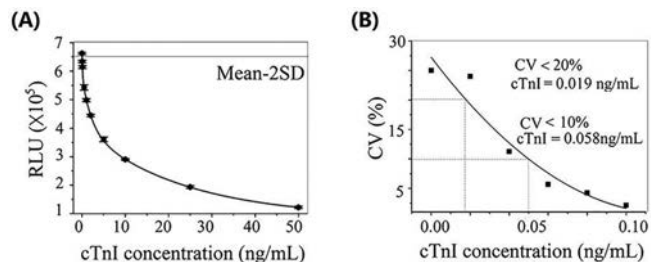 (A)
7
6
5
4
3
2
1
RLU (X10⁵)
Mean-2SD
0 10 20 30 40 50
cTnI concentration (ng/mL)
(B)
30
25
15
5
CV (%)
CV < 20%
cTnI = 0.019 ng/mL
CV < 10%
cTnI = 0.058ng/mL
0.00 0.05 0.10
cTnI concentration (ng/mL)